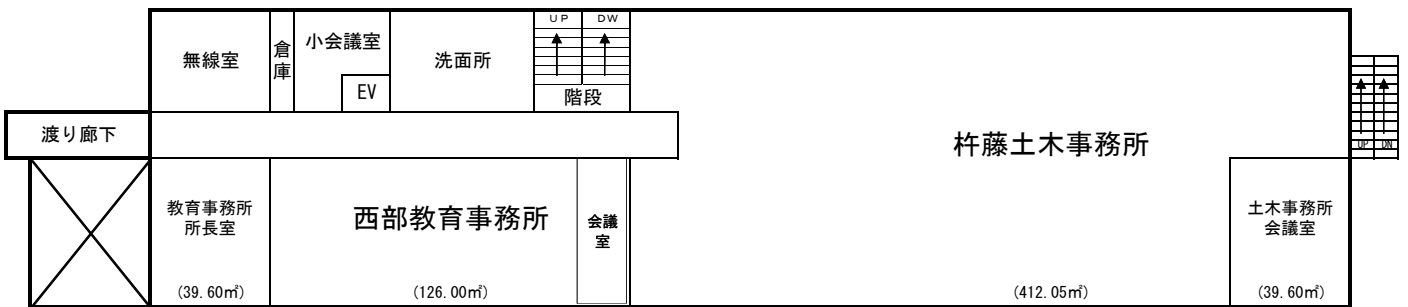 UP
DW
無線室
倉庫
小会議室
洗面所
EV
階段
渡り廊下
杵藤土木事務所
UP
DN
教育事務所
所長室
西部教育事務所
会議
室
土木事務所
会議室
(39.60㎡)
(126.00㎡)
(412.05㎡)
(39.60㎡)